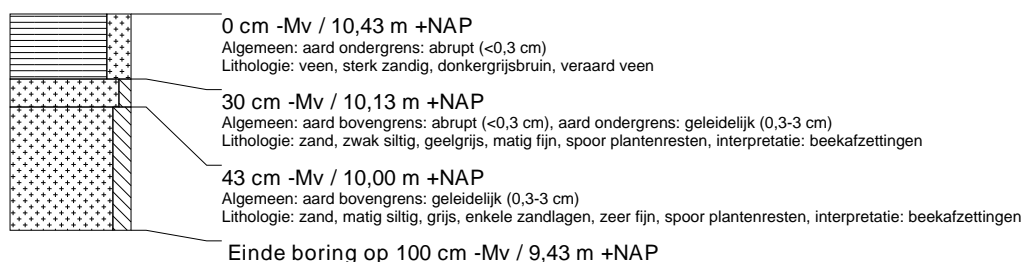 0 cm -Mv / 10,43 m +NAP
Algemeen: aard ondergrens: abrupt (<0,3 cm)
Lithologie: veen, sterk zandig, donkergrijsbruin, veraard veen
30 cm -Mv / 10,13 m +NAP
Algemeen: aard bovengrens: abrupt (<0,3 cm), aard ondergrens: geleidelijk (0,3-3 cm)
Lithologie: zand, zwak siltig, geelgrijs, matig fijn, spoor plantenresten, interpretatie: beekafzettingen
43 cm -Mv / 10,00 m +NAP
Algemeen: aard bovengrens: geleidelijk (0,3-3 cm)
Lithologie: zand, matig siltig, grijs, enkele zandlagen, zeer fijn, spoor plantenresten, interpretatie: beekafzettingen
Einde boring op 100 cm -Mv / 9,43 m +NAP